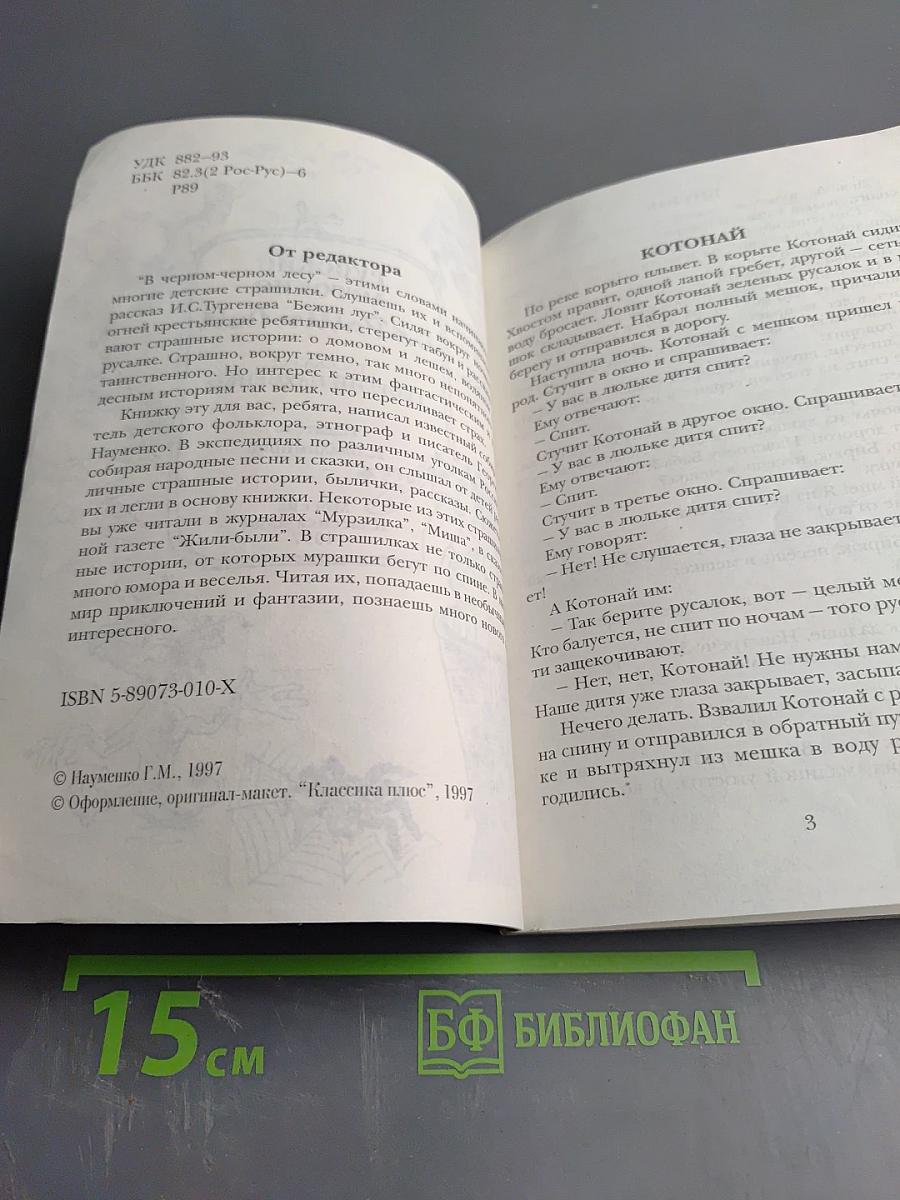 УДК 882–93
ББК 82.3(2 Рос-Рус)–6
Р89
От редактора
"В черном-черном лесу" – этими словами
многие детские страшилки. Слушаешь их и
рассказ И.С.Тургенева "Бежин луг". Сидят вокруг
огней крестьянские ребятишки, стерегут табун и
вают страшные истории: о домовом и лешем,
русалке. Страшно, вокруг темно, так много
таинственного. Но интерес к этим фантастическим
десным историям так велик, что пересиливает страх.
Книжку эту для вас, ребята, написал известный
тель детского фольклора, этнограф и писатель
Науменко. В экспедициях по различным уголкам
собирая народные песни и сказки, он слышал от детей
личные страшные истории, былички, рассказы.
их и легли в основу книжки. Некоторые из этих
вы уже читали в журналах "Мурзилка", "Миша", в
ной газете "Жили-были". В страшилках не только
ные истории, от которых мурашки бегут по спине. В
много юмора и веселья. Читая их, попадаешь в
мир приключений и фантазии, познаешь много
интересного.
ISBN 5-89073-010-X
© Науменко Г.М., 1997
© Оформление, оригинал-макет. "Классика плюс", 1997
КОТОНАЙ
По реке корыто плывет. В корыте Котонай
Хвостом правит, одной лапой гребет, другой – сеть
воду бросает. Ловит Котонай зеленых русалок и в
шок складывает. Набрал полный мешок,
берегу и отправился в дорогу.
Наступила ночь. Котонай с мешком пришел
род. Стучит в окно и спрашивает:
– У вас в люльке дитя спит?
Ему отвечают:
– Спит.
Стучит Котонай в другое окно. Спрашивает
– У вас в люльке дитя спит?
Ему отвечают:
– Спит.
Стучит в третье окно. Спрашивает:
– У вас в люльке дитя спит?
Ему говорят:
– Нет! Не слушается, глаза не закрывает
ет!
А Котонай им:
– Так берите русалок, вот – целый
Кто балуется, не спит по ночам – того
ти защекочивают.
– Нет, нет, Котонай! Не нужны нам
Наше дитя уже глаза закрывает,
Нечего делать. Взвалил Котонай с
на спину и отправился в обратный
ке и вытряхнул из мешка в воду
годились.
3
15 см
БФ БИБЛИОФАН